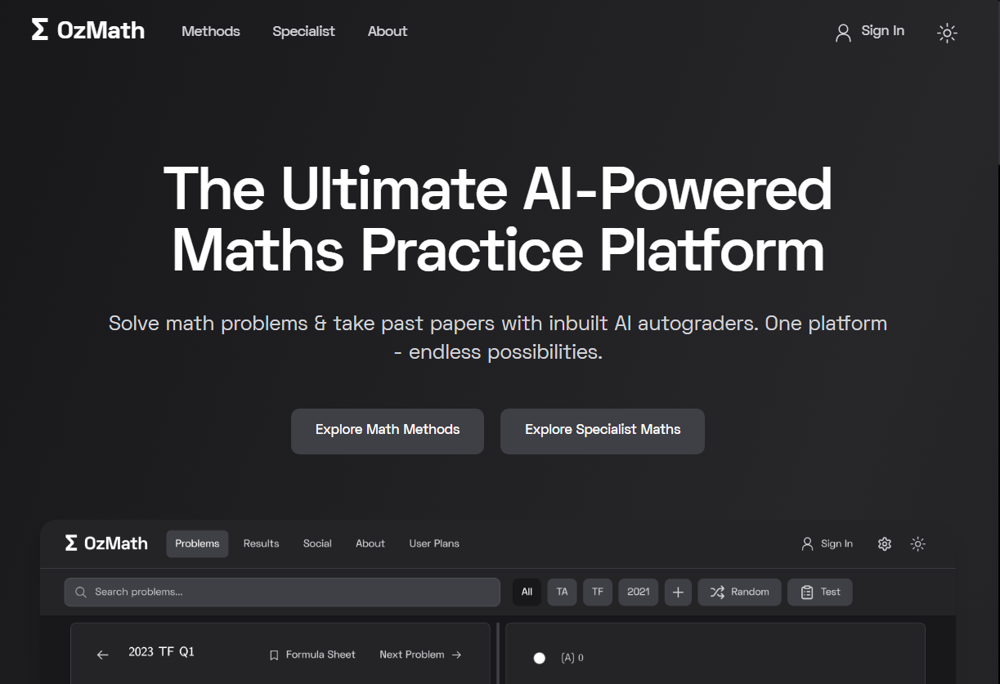 Σ OzMath Methods Specialist About Sign In
The Ultimate AI-Powered
Maths Practice Platform
Solve math problems & take past papers with inbuilt AI autograders. One platform
- endless possibilities.
Explore Math Methods Explore Specialist Maths
Σ OzMath Problems Results Social About User Plans Sign In
Search problems... All TA TF 2021 + Random Test
← 2023 TF Q1 Formula Sheet Next Problem → (A) 0